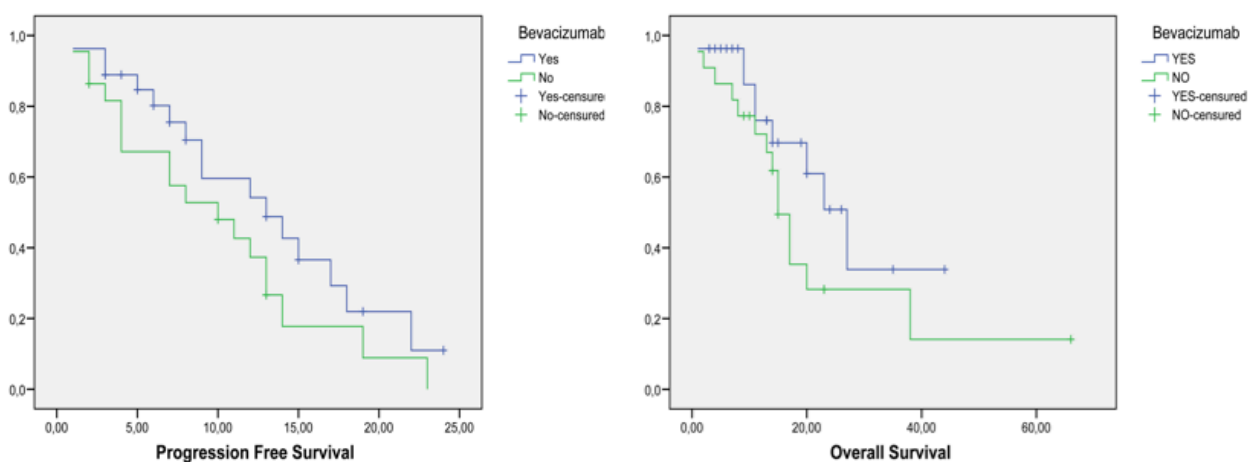 Bevacizumab
Yes
No
Yes-censured
No-censured
1,0
0,8
0,6
0,4
0,2
0,0
0,00 5,00 10,00 15,00 20,00 25,00
Progression Free Survival
Bevacizumab
YES
NO
YES-censured
NO-censured
1,0
0,8
0,6
0,4
0,2
0,0
0,00 20,00 40,00 60,00
Overall Survival